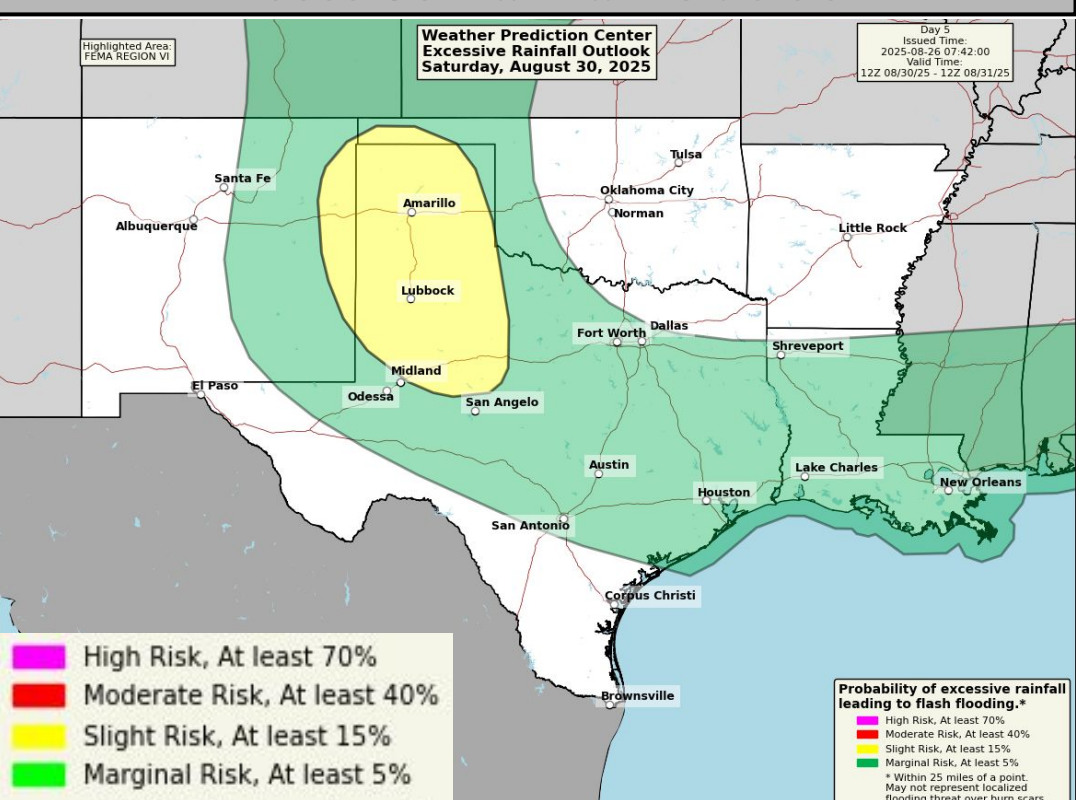 Highlighted Area:
FEMA REGION VI
Weather Prediction Center
Excessive Rainfall Outlook
Saturday, August 30, 2025
Day 5
Issued Time:
2025-08-26 07:42:00
Valid Time:
12Z 08/30/25 - 12Z 08/31/25
Tulsa
Santa Fe
Oklahoma City
Amarillo
Norman
Albuquerque
Little Rock
Lubbock
Dallas
Fort Worth
Shreveport
Midland
El Paso
Odessa
San Angelo
Austin
Lake Charles
New Orleans
Houston
San Antonio
Corpus Christi
Brownsville
High Risk, At least 70%
Moderate Risk, At least 40%
Slight Risk, At least 15%
Marginal Risk, At least 5%
Probability of excessive rainfall
leading to flash flooding.*
High Risk, At least 70%
Moderate Risk, At least 40%
Slight Risk, At least 15%
Marginal Risk, At least 5%
* Within 25 miles of a point.
May not represent localized
flooding threat over burn scars